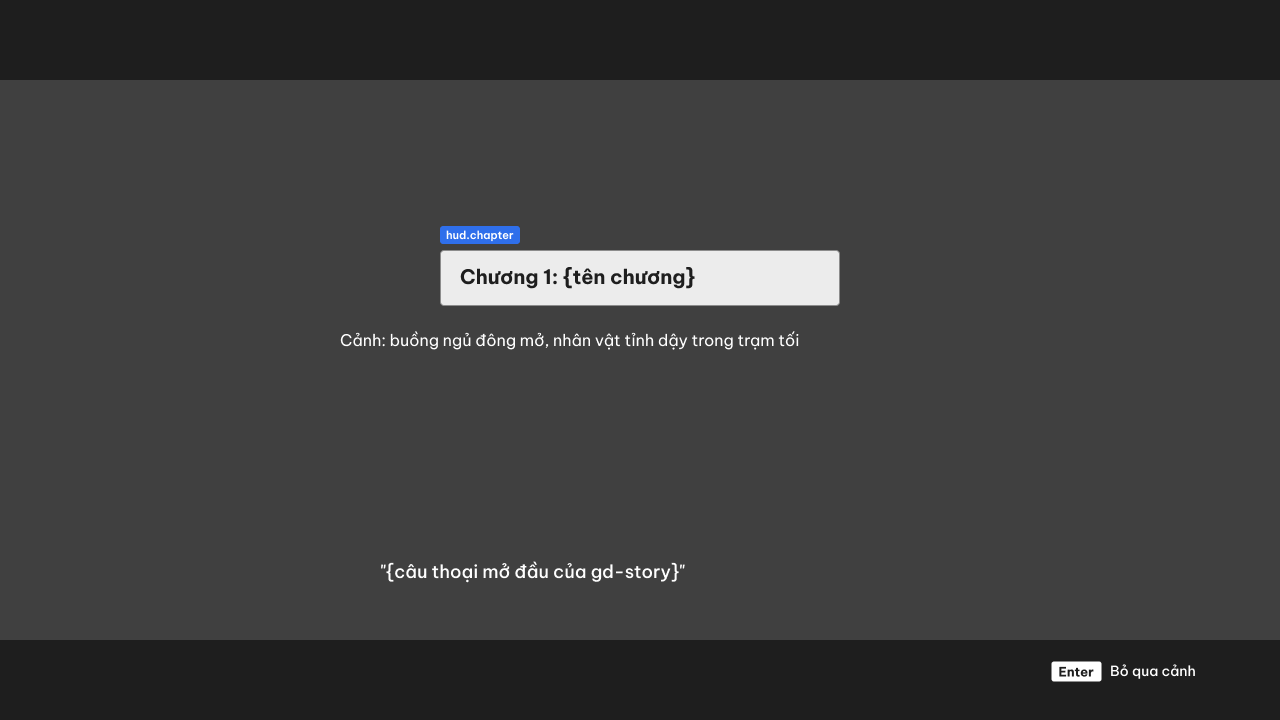 hud.chapter
Chương 1: {tên chương}
Cảnh: buồng ngủ đông mở, nhân vật tỉnh dậy trong trạm tối
"{câu thoại mở đầu của gd-story}"
Enter Bỏ qua cảnh